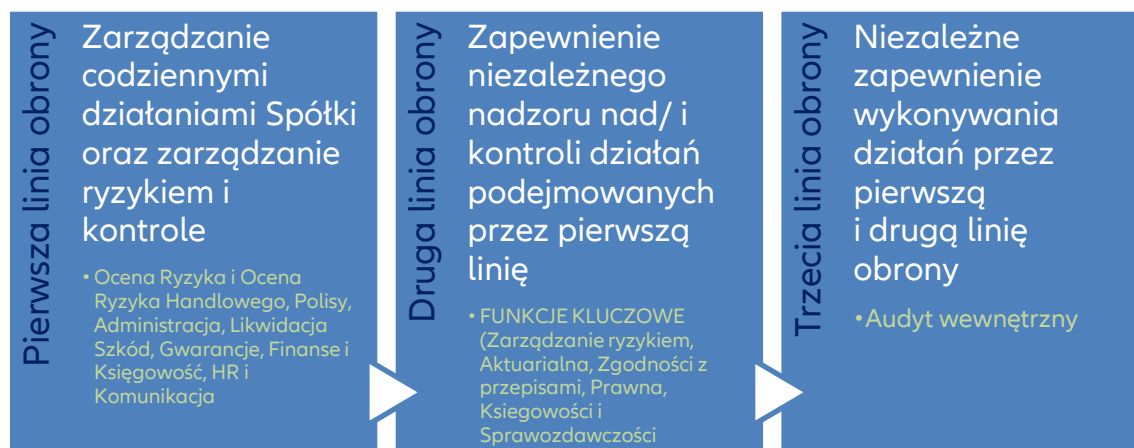 Pierwsza linia obrony
Zarządzanie
codziennymi
działaniami Spółki
oraz zarządzanie
ryzykiem i
kontrole
• Ocena Ryzyka i Ocena
Ryzyka Handlowego, Polisy,
Administracja, Likwidacja
Szkód, Gwarancje, Finanse i
Księgowość, HR i
Komunikacja
Druga linia obrony
Zapewnienie
niezależnego
nadzoru nad/ i
kontroli działań
podejmowanych
przez pierwszą
linię
• FUNKCJE KLUCZOWE
(Zarządzanie ryzykiem,
Aktuarialna, Zgodności z
przepisami, Prawna,
Ksiegowości i
Sprawozdawczości
Trzecia linia obrony
Niezależne
zapewnienie
wykonywania
działań przez
pierwszą
i drugą linię
obrony
• Audyt wewnętrzny